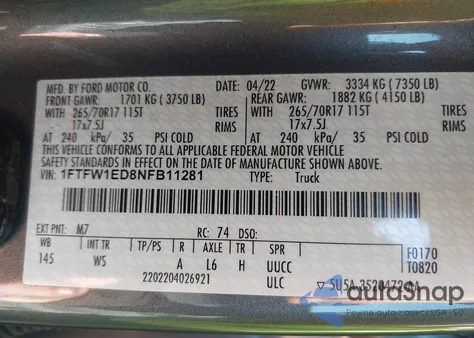 MFD. BY FORD MOTOR CO. 04/22 GVWR: 3334 KG (7350 LB)
FRONT GAWR: 1701 KG (3750 LB) REAR GAWR: 1882 KG (4150 LB)
WITH 265/70R17 115T TIRES WITH 265/70R17 115T TIRES
17x7.5J RIMS 17x7.5J RIMS
AT 240 kPa/ 35 PSI COLD AT 240 kPa/ 35 PSI COLD
THIS VEHICLE CONFORMS TO ALL APPLICABLE FEDERAL MOTOR VEHICLE
SAFETY STANDARDS IN EFFECT ON THE DATE OF MANUFACTURE SHOWN ABOVE.
VIN: 1FTFW1ED8NFB11281 TYPE: Truck
EXT PNT: M7 RC: 74 DSO:
WB INT TR TP/PS R AXLE TR SPR F0170
145 WS A L6 H UUCC T0820
2202204026921 ULC 5U5A-3520472-AA
autoAshap